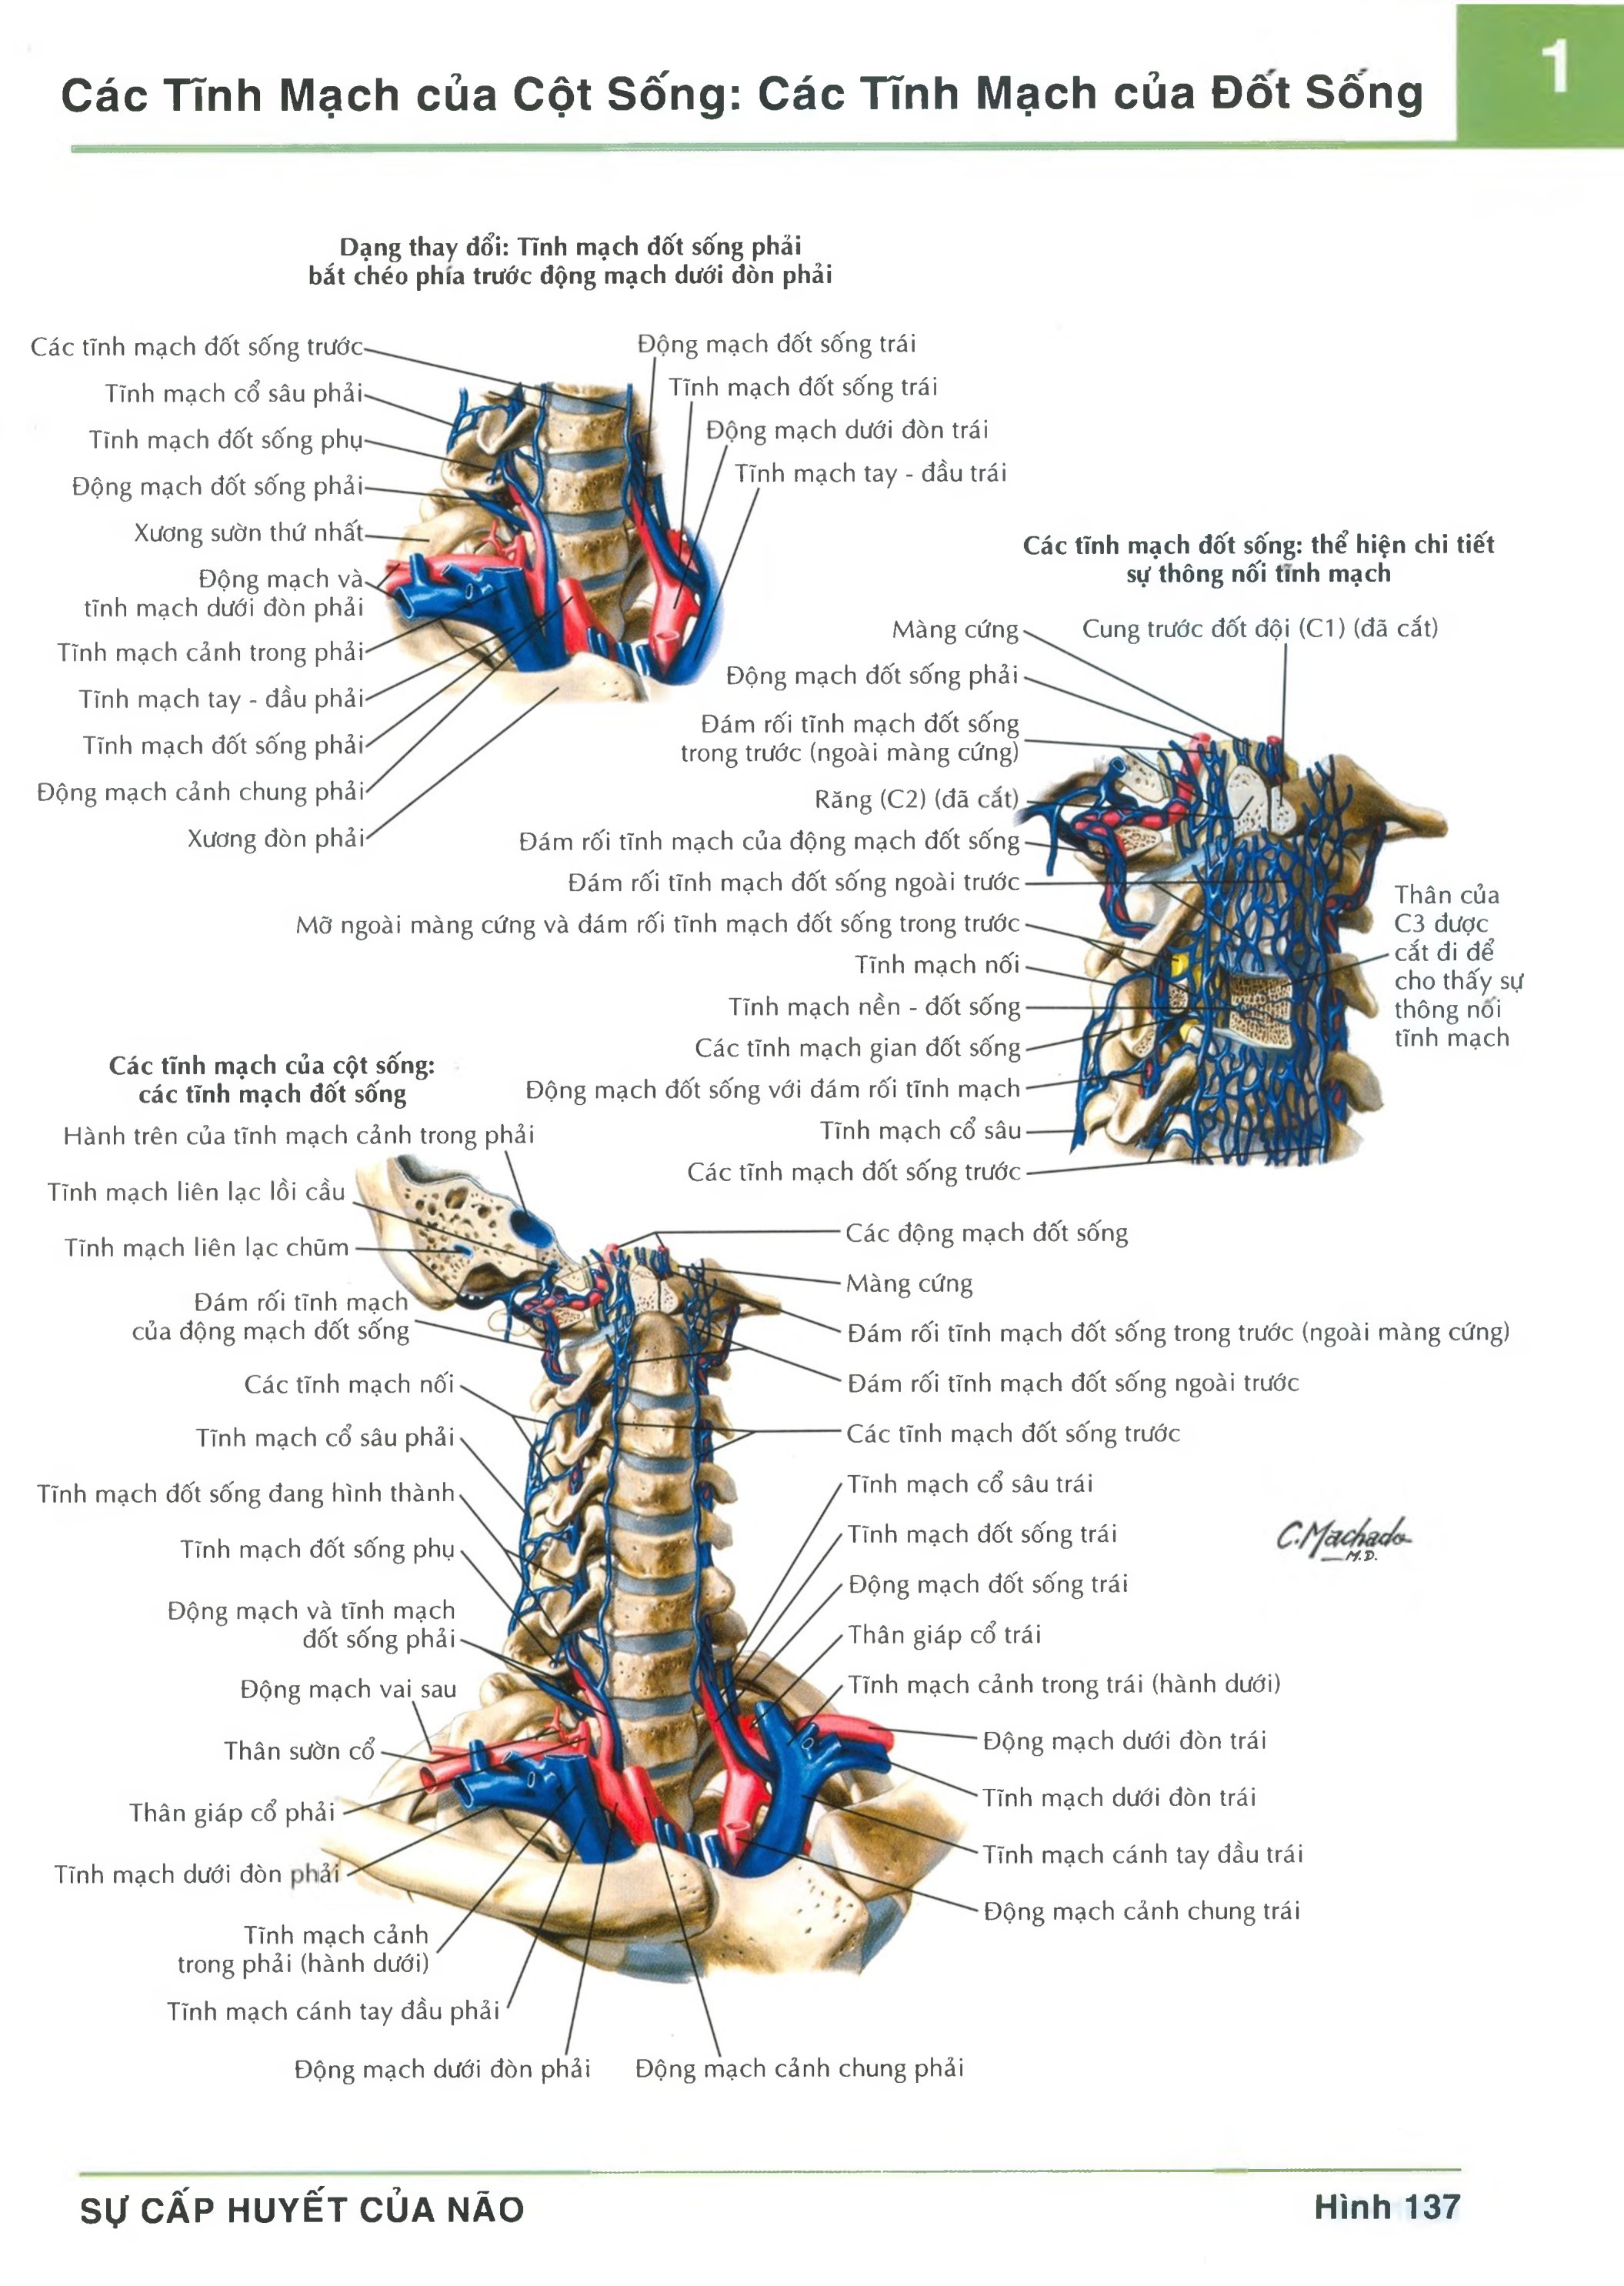 1
Các Tĩnh Mạch của Cột Sống: Các Tĩnh Mạch của Đốt Sống
Dạng thay đổi: Tĩnh mạch đốt sống phải
bắt chéo phía trước động mạch dưới đòn phải
Các tĩnh mạch đốt sống trước
Tĩnh mạch cổ sâu phải
Tĩnh mạch đốt sống phụ
Động mạch đốt sống phải
Xương sườn thứ nhất
Động mạch và
tĩnh mạch dưới đòn phải
Tĩnh mạch cảnh trong phải
Tĩnh mạch tay - đầu phải
Tĩnh mạch đốt sống phải
Động mạch cảnh chung phải
Xương đòn phải
Động mạch đốt sống trái
Tĩnh mạch đốt sống trái
Động mạch dưới đòn trái
Tĩnh mạch tay - đầu trái
Các tĩnh mạch đốt sống: thể hiện chi tiết
sự thông nối tĩnh mạch
Màng cứng
Cung trước đốt đội (C1) (đã cắt)
Động mạch đốt sống phải
Đám rối tĩnh mạch đốt sống
trong trước (ngoài màng cứng)
Răng (C2) (đã cắt)
Đám rối tĩnh mạch của động mạch đốt sống
Đám rối tĩnh mạch đốt sống ngoài trước
Mỡ ngoài màng cứng và đám rối tĩnh mạch đốt sống trong trước
Tĩnh mạch nối
Tĩnh mạch nền - đốt sống
Các tĩnh mạch gian đốt sống
Động mạch đốt sống với đám rối tĩnh mạch
Tĩnh mạch cổ sâu
Các tĩnh mạch đốt sống trước
Thân của
C3 được
cắt đi để
cho thấy sự
thông nối
tĩnh mạch
Các tĩnh mạch của cột sống:
các tĩnh mạch đốt sống
Hành trên của tĩnh mạch cảnh trong phải
Tĩnh mạch liên lạc lồi cầu
Tĩnh mạch liên lạc chũm
Đám rối tĩnh mạch
của động mạch đốt sống
Các tĩnh mạch nối
Tĩnh mạch cổ sâu phải
Tĩnh mạch đốt sống đang hình thành
Tĩnh mạch đốt sống phụ
Động mạch và tĩnh mạch
đốt sống phải
Động mạch vai sau
Thân sườn cổ
Thân giáp cổ phải
Tĩnh mạch dưới đòn phải
Tĩnh mạch cảnh
trong phải (hành dưới)
Tĩnh mạch cánh tay đầu phải
Động mạch dưới đòn phải
Động mạch cảnh chung phải
Các động mạch đốt sống
Màng cứng
Đám rối tĩnh mạch đốt sống trong trước (ngoài màng cứng)
Đám rối tĩnh mạch đốt sống ngoài trước
Các tĩnh mạch đốt sống trước
Tĩnh mạch cổ sâu trái
Tĩnh mạch đốt sống trái
Động mạch đốt sống trái
Thân giáp cổ trái
Tĩnh mạch cảnh trong trái (hành dưới)
Động mạch dưới đòn trái
Tĩnh mạch dưới đòn trái
Tĩnh mạch cánh tay đầu trái
Động mạch cảnh chung trái
C. Machado
M.D.
SỰ CẤP HUYẾT CỦA NÃO
Hình 137